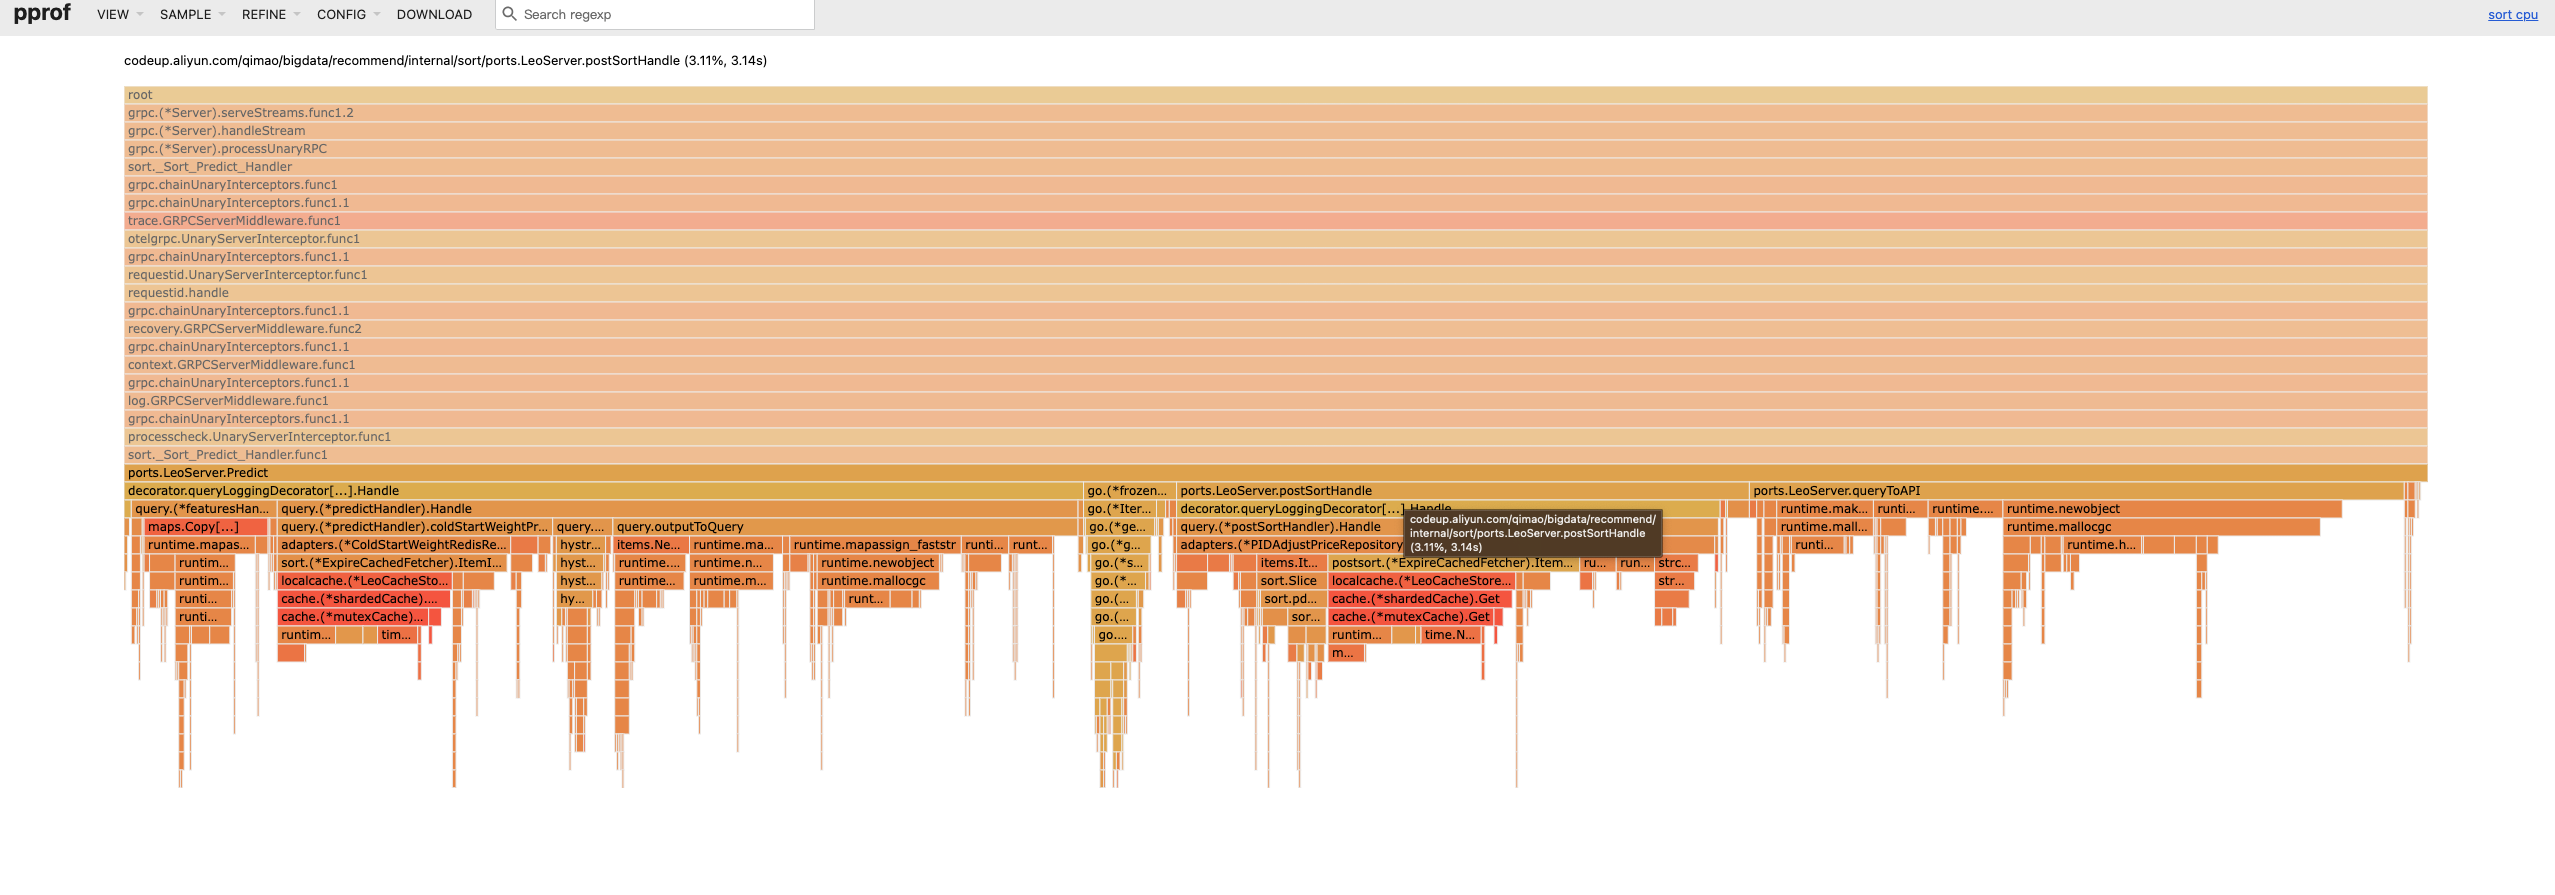 pprof VIEW SAMPLE REFINE CONFIG DOWNLOAD Search regexp sort cpu
codeup.aliyun.com/qimao/bigdata/recommend/internal/sort/ports.LeoServer.postSortHandle (3.11%, 3.14s)
root
grpc.(*Server).serveStreams.func1.2
grpc.(*Server).handleStream
grpc.(*Server).processUnaryRPC
sort._Sort_Predict_Handler
grpc.chainUnaryInterceptors.func1
grpc.chainUnaryInterceptors.func1.1
trace.GRPCServerMiddleware.func1
otelgrpc.UnaryServerInterceptor.func1
grpc.chainUnaryInterceptors.func1.1
requestid.UnaryServerInterceptor.func1
requestid.handle
grpc.chainUnaryInterceptors.func1.1
recovery.GRPCServerMiddleware.func2
grpc.chainUnaryInterceptors.func1.1
context.GRPCServerMiddleware.func1
grpc.chainUnaryInterceptors.func1.1
log.GRPCServerMiddleware.func1
grpc.chainUnaryInterceptors.func1.1
processcheck.UnaryServerInterceptor.func1
sort._Sort_Predict_Handler.func1
ports.LeoServer.Predict
decorator.queryLoggingDecorator[...].Handle go.(*frozen... ports.LeoServer.postSortHandle ports.LeoServer.queryToAPI
query.(*featuresHan... query.(*predictHandler).Handle go.(*Iter... decorator.queryLoggingDecorator[...].Handle runtime.mak... runti... runtime.... runtime.newobject
maps.Copy[...] query.(*predictHandler).coldStartWeightPr... query.... query.outputToQuery go.(*ge... query.(*postSortHandler).Handle runtime.mall... runtime.mallocgc
runtime.mapas... adapters.(*ColdStartWeightRedisRe... hystr... items.Ne... runtime.ma... runtime.mapassign_faststr runti... runt... go.(*g... adapters.(*PIDAdjustPriceRepository runti... runtime.h...
runtim... sort.(*ExpireCachedFetcher).ItemI... hyst... runtime.... runtime.n... runtime.newobject go.(*s... items.It... postsort.(*ExpireCachedFetcher).Item... ru... run... strc...
runtim... localcache.(*LeoCacheSto... hyst... runtime... runtime.m... runtime.mallocgc go.(*... sort.Slice localcache.(*LeoCacheStore... str...
runti... cache.(*shardedCache).... hy... runt... go.(... sort.pd... cache.(*shardedCache).Get
runti... cache.(*mutexCache)... go.(... sor... cache.(*mutexCache).Get
runtim... tim... go.... runtim... time.N...
m...
codeup.aliyun.com/qimao/bigdata/recommend/
internal/sort/ports.LeoServer.postSortHandle
(3.11%, 3.14s)